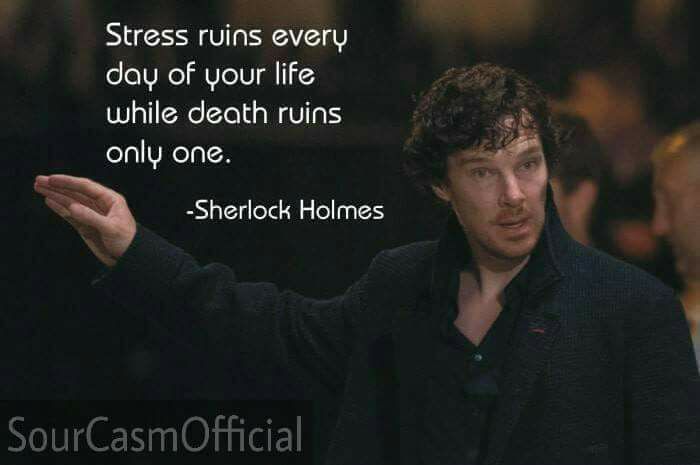 Stress ruins every
day of your life
while death ruins
only one.
-Sherlock Holmes
SourCasmOfficial